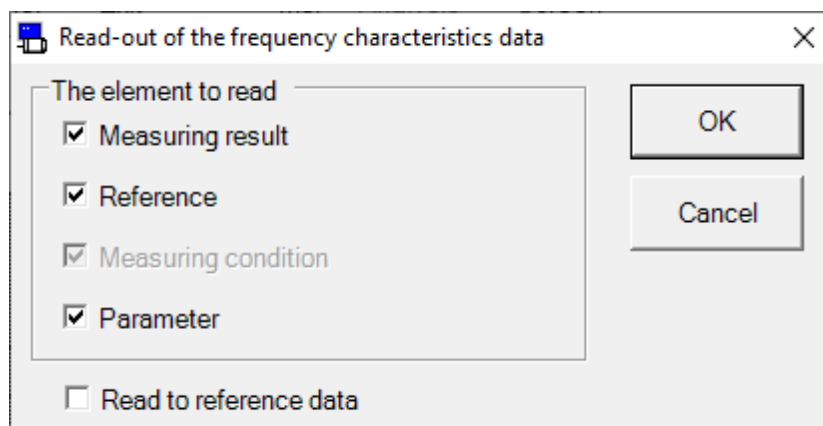 Read-out of the frequency characteristics data
The element to read
Measuring result
Reference
Measuring condition
Parameter
Read to reference data
OK
Cancel